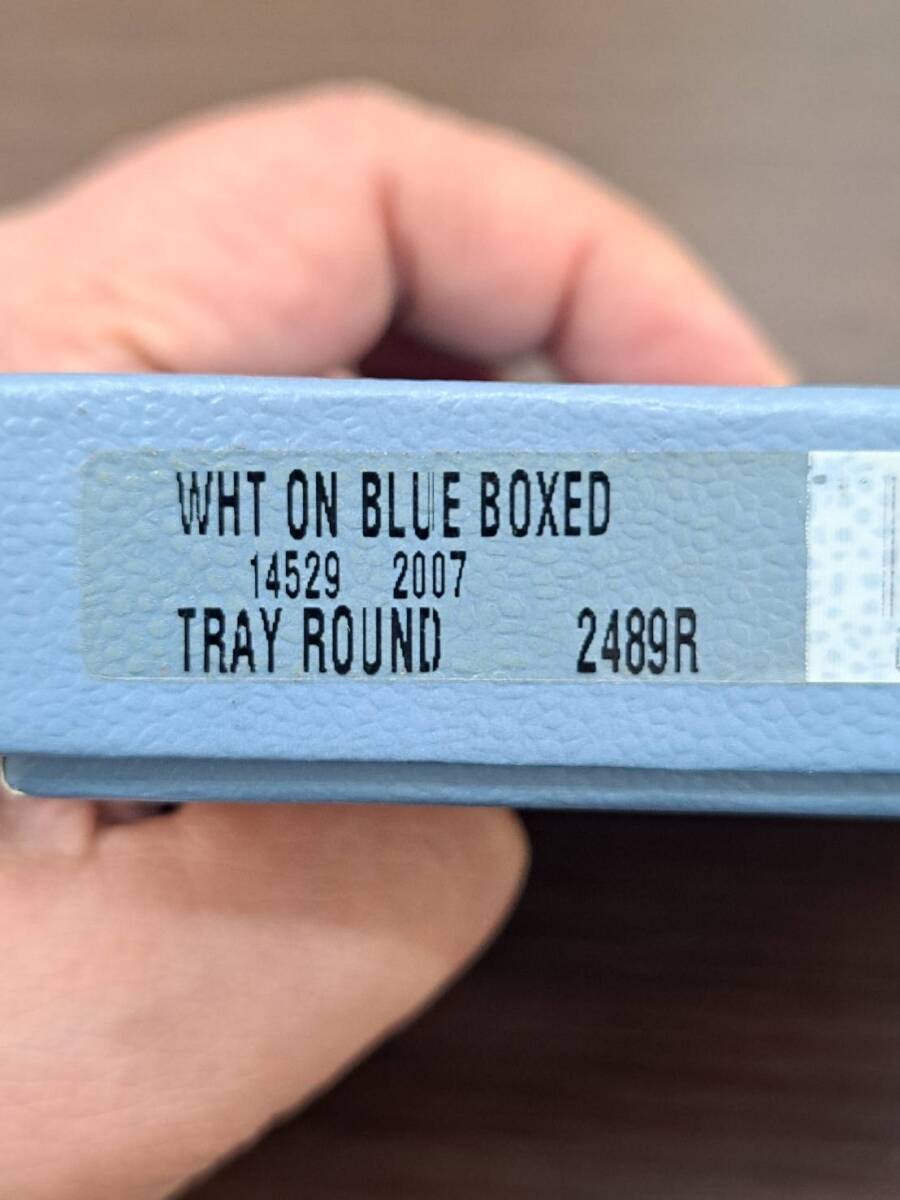 WHT ON BLUE BOXED
14529 2007
TRAY ROUND 2489R